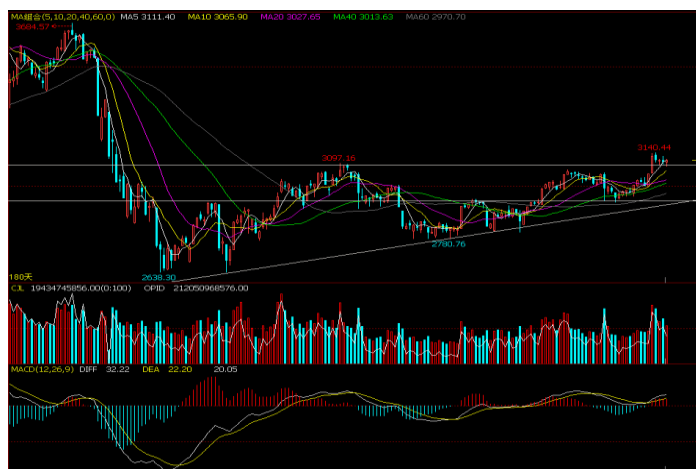 MA组合(5,10,20,40,60,0) MA5 3111.40 MA10 3065.90 MA20 3027.65 MA40 3013.63 MA60 2970.70
3684.57
3140.44
3097.16
2780.76
2638.30
180天
CJL 19434745856.00(0:100) OPID 212050968576.00
MACD(12,26,9) DIFF 32.22 DEA 22.20 20.05